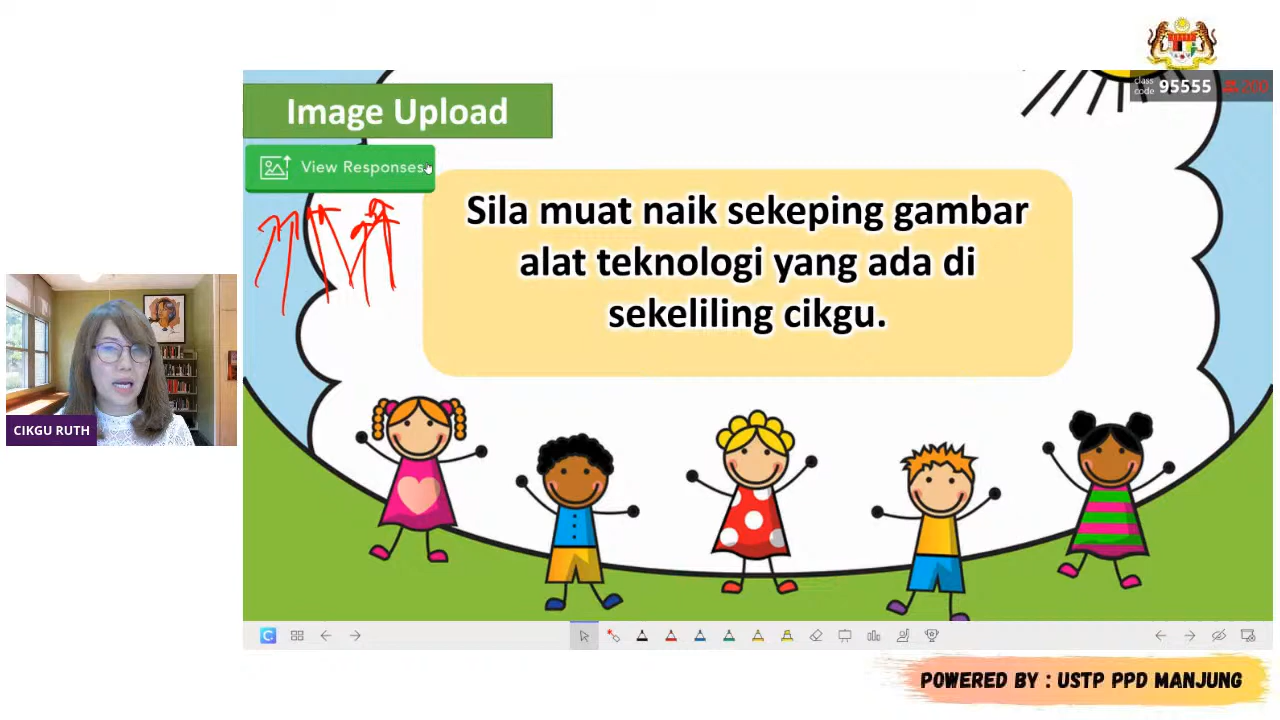 class
code 95555 200
Image Upload
View Responses
Sila muat naik sekeping gambar
alat teknologi yang ada di
sekeliling cikgu.
CIKGU RUTH
POWERED BY : USTP PPD MANJUNG